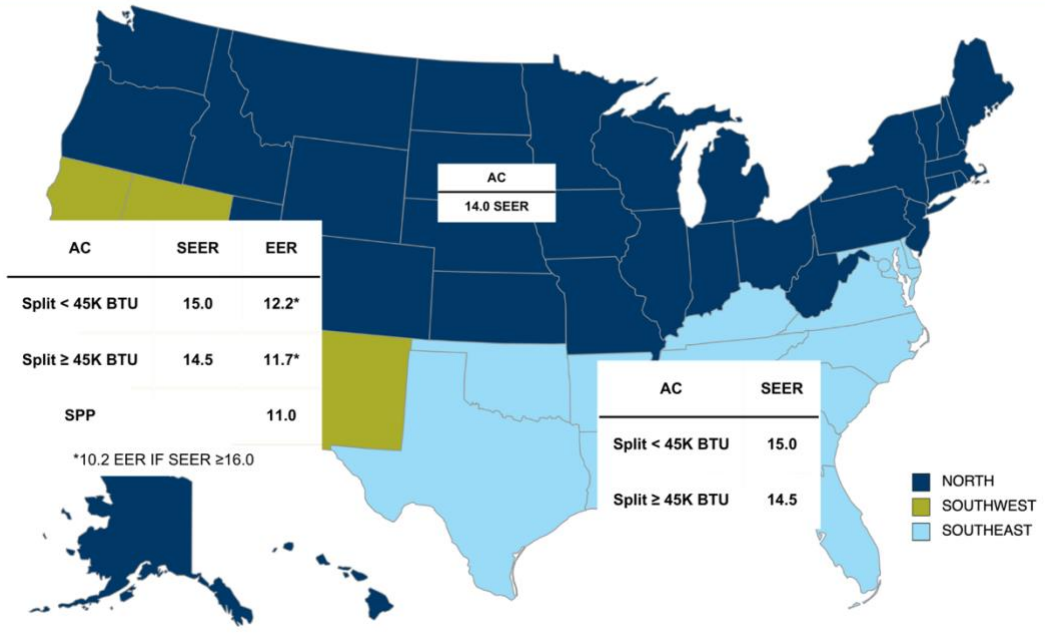 AC
14.0 SEER
AC SEER EER
Split < 45K BTU 15.0 12.2*
Split ≥ 45K BTU 14.5 11.7*
SPP 11.0
*10.2 EER IF SEER ≥16.0
AC SEER
Split < 45K BTU 15.0
Split ≥ 45K BTU 14.5
NORTH
SOUTHWEST
SOUTHEAST